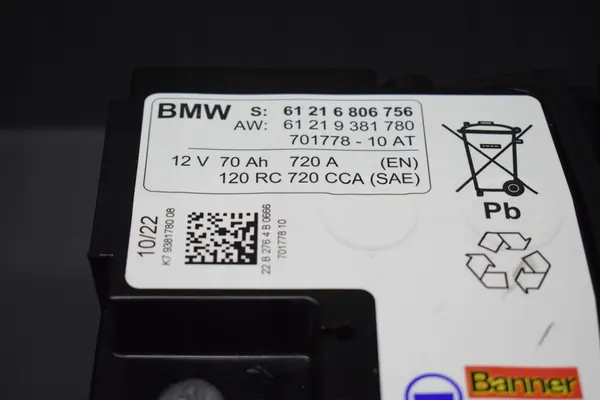 BMW S: 61 21 6 806 756
AW: 61 21 9 381 780
701778 - 10 AT
12 V 70 Ah 720 A (EN)
120 RC 720 CCA (SAE)
10/22
K7 9381780 08
22 B 276 4 B 0666
701778 10
Pb
Banner